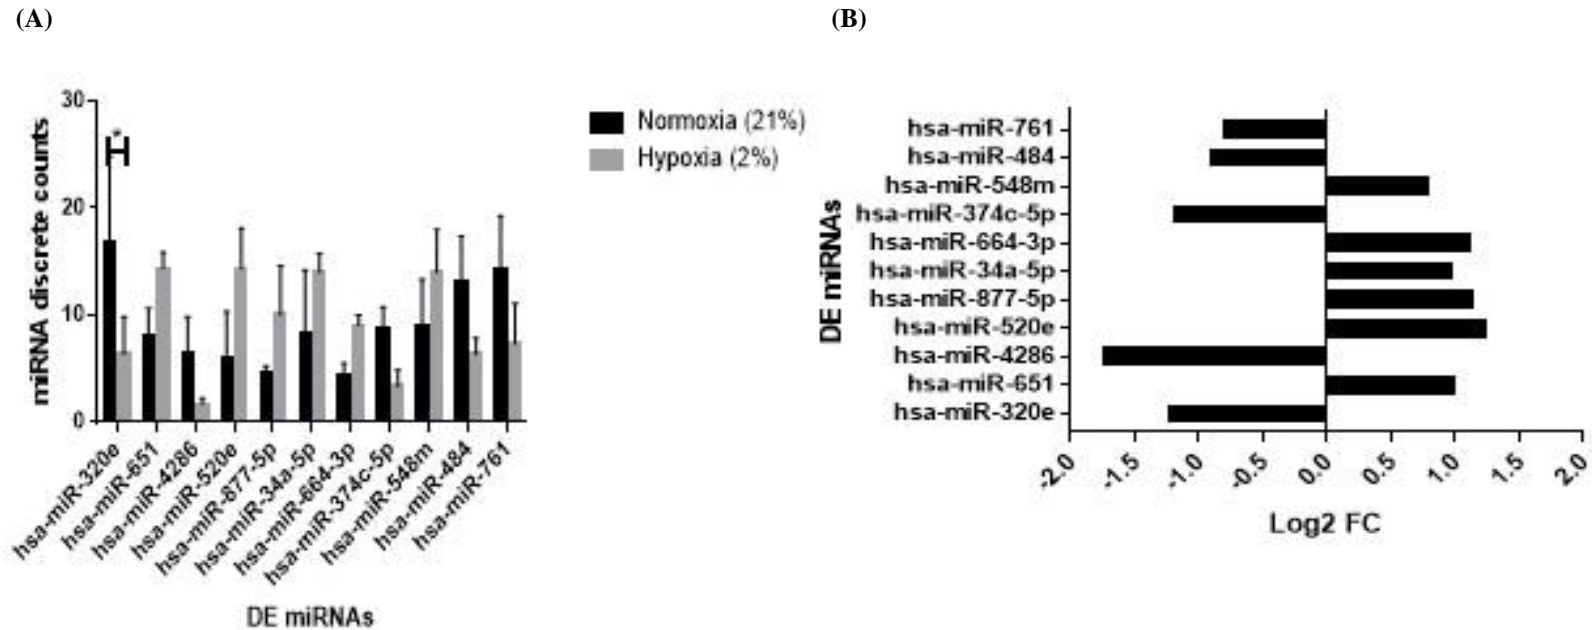 (A)
(B)
30
20
10
0
*
miRNA discrete counts
hsa-miR-320e
hsa-miR-651
hsa-miR-4286
hsa-miR-520e
hsa-miR-877-5p
hsa-miR-34a-5p
hsa-miR-664-3p
hsa-miR-374c-5p
hsa-miR-548m
hsa-miR-484
hsa-miR-761
DE miRNAs
Normoxia (21%)
Hypoxia (2%)
DE miRNAs
hsa-miR-761
hsa-miR-484
hsa-miR-548m
hsa-miR-374c-5p
hsa-miR-664-3p
hsa-miR-34a-5p
hsa-miR-877-5p
hsa-miR-520e
hsa-miR-4286
hsa-miR-651
hsa-miR-320e
-2.0
-1.5
-1.0
-0.5
0.0
0.5
1.0
1.5
2.0
Log2 FC